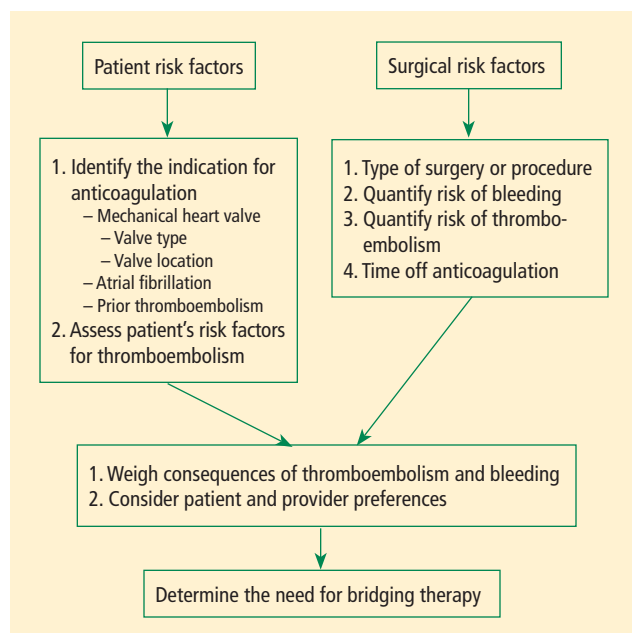 Patient risk factors
Surgical risk factors
1. Identify the indication for
anticoagulation
– Mechanical heart valve
– Valve type
– Valve location
– Atrial fibrillation
– Prior thromboembolism
2. Assess patient’s risk factors
for thromboembolism
1. Type of surgery or procedure
2. Quantify risk of bleeding
3. Quantify risk of thrombo-
embolism
4. Time off anticoagulation
1. Weigh consequences of thromboembolism and bleeding
2. Consider patient and provider preferences
Determine the need for bridging therapy